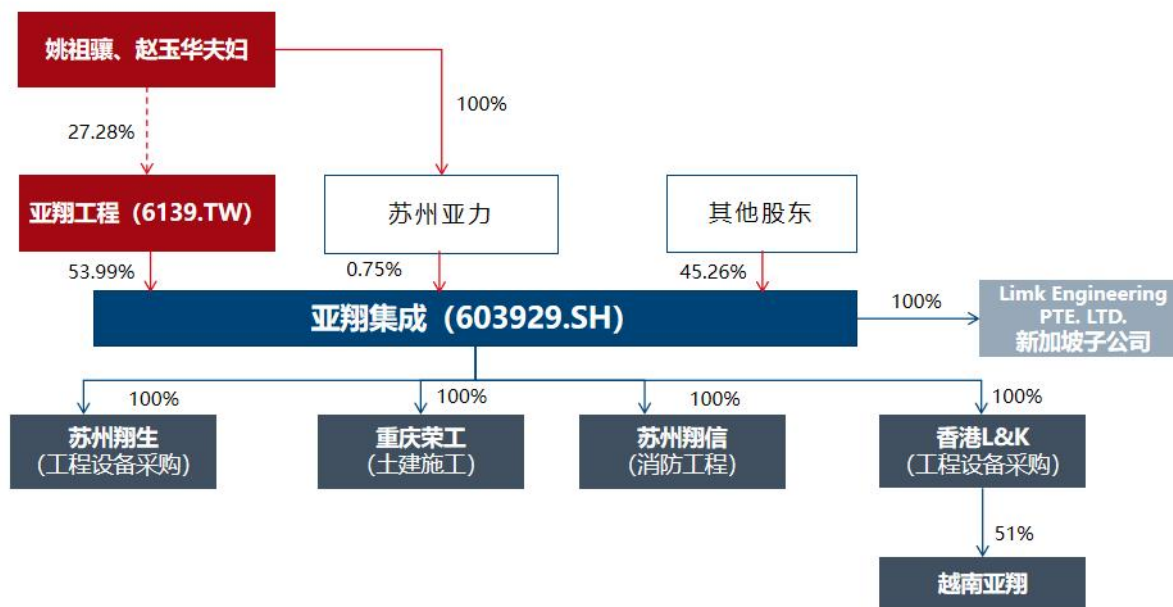 姚祖骧、赵玉华夫妇
100%
27.28%
亚翔工程（6139.TW）
苏州亚力
其他股东
53.99%
0.75%
45.26%
亚翔集成（603929.SH）
100%
Limk Engineering
PTE. LTD.
新加坡子公司
100%
100%
100%
100%
苏州翔生
（工程设备采购）
重庆荣工
（土建施工）
苏州翔信
（消防工程）
香港L&K
（工程设备采购）
51%
越南亚翔